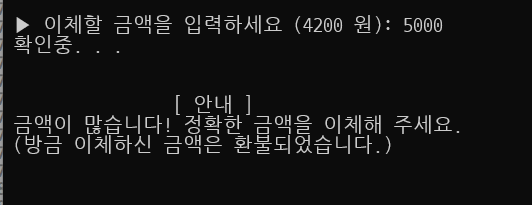 ▶ 이체할 금액을 입력하세요 (4200 원): 5000
확인중. . .
[ 안내 ]
금액이 많습니다! 정확한 금액을 이체해 주세요.
(방금 이체하신 금액은 환불되었습니다.)